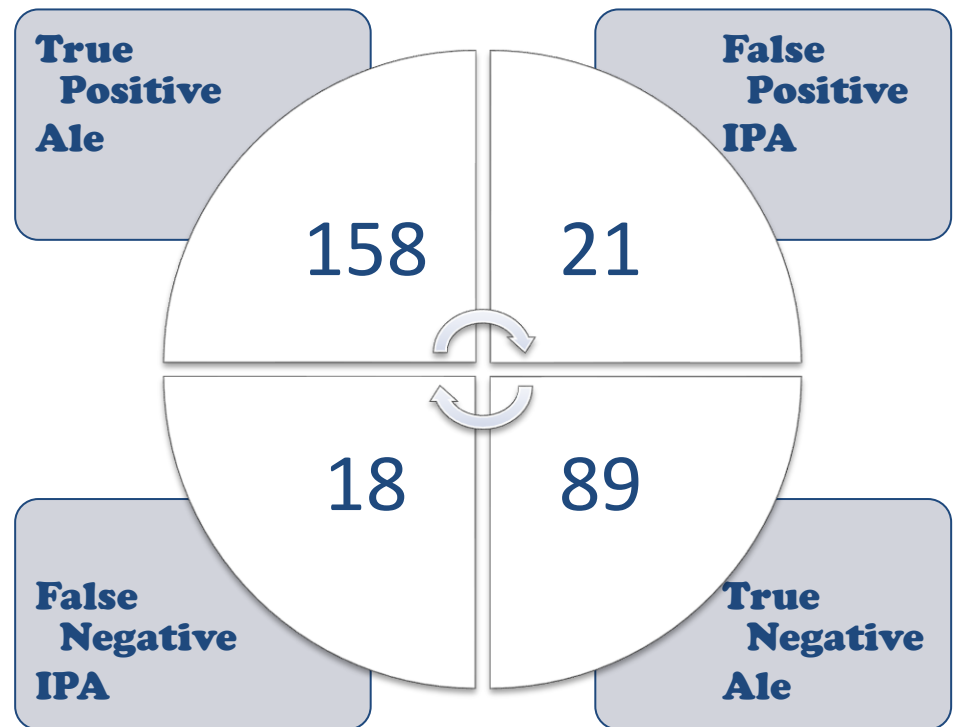 True
Positive
Ale
False
Positive
IPA
158
21
18
89
False
Negative
IPA
True
Negative
Ale